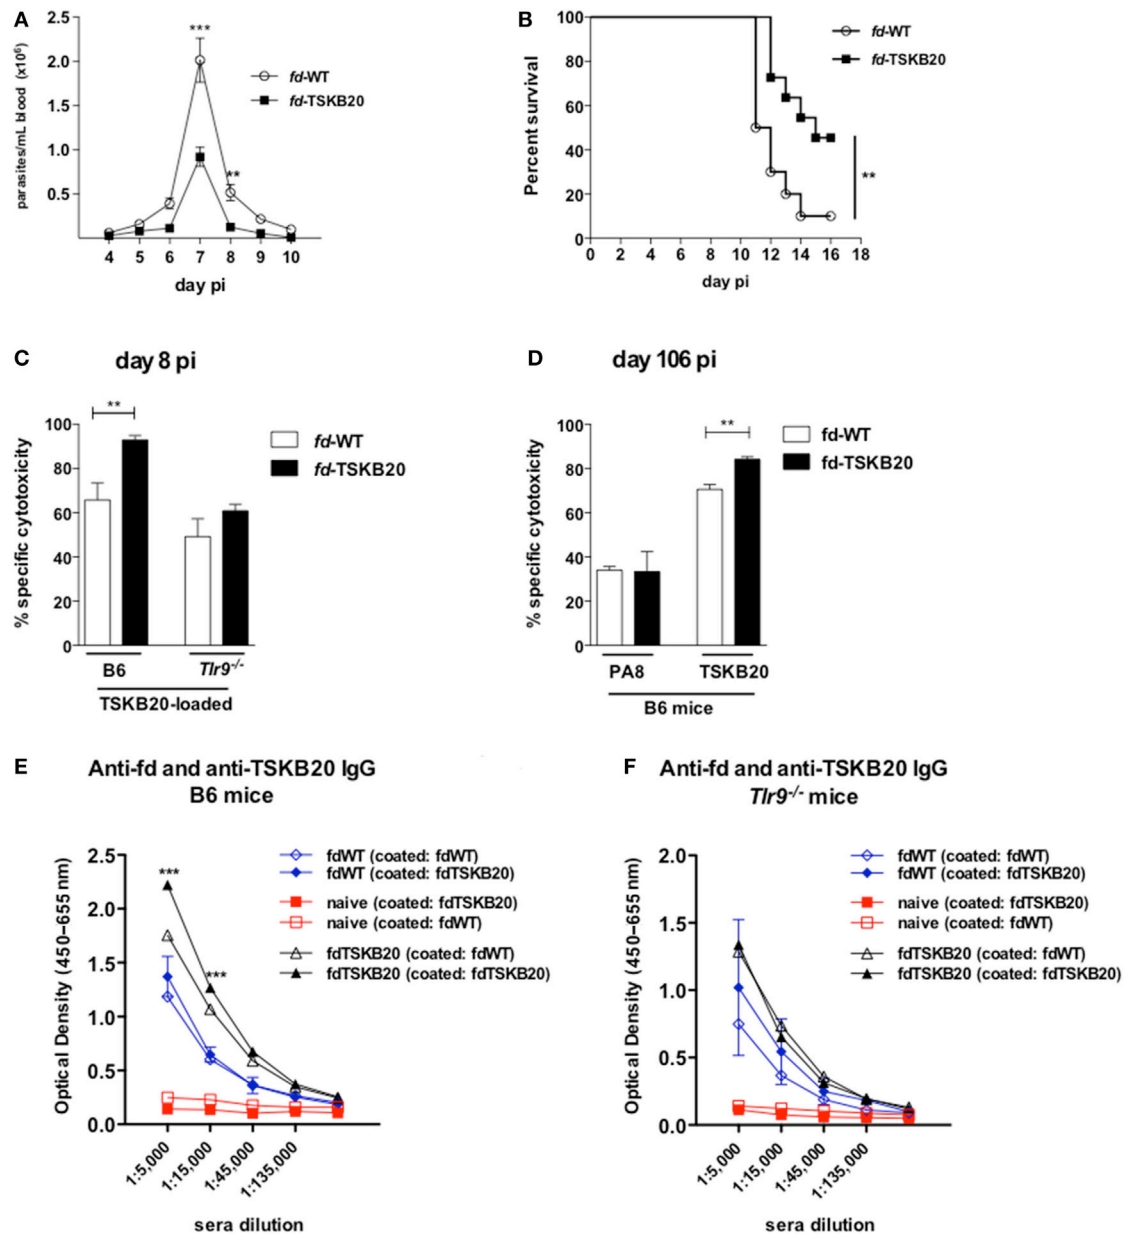 A
2.5
2.0
1.5
1.0
0.5
parasites/mL blood (x10⁶)
***
**
fd-WT
fd-TSKB20
4 5 6 7 8 9 10
day pi
B
100
80
60
40
20
0
Percent survival
fd-WT
fd-TSKB20
**
0 2 4 6 8 10 12 14 16 18
day pi
C
day 8 pi
**
100
80
60
40
20
0
% specific cytotoxicity
fd-WT
fd-TSKB20
B6 Tlr9-/-
TSKB20-loaded
D
day 106 pi
**
100
80
60
40
20
0
% specific cytotoxicity
fd-WT
fd-TSKB20
PA8 TSKB20
B6 mice
E
Anti-fd and anti-TSKB20 IgG
B6 mice
2.5
2.0
1.5
1.0
0.5
0.0
Optical Density (450–655 nm)
***
***
fdWT (coated: fdWT)
fdWT (coated: fdTSKB20)
naive (coated: fdTSKB20)
naive (coated: fdWT)
fdTSKB20 (coated: fdWT)
fdTSKB20 (coated: fdTSKB20)
1:5,000 1:15,000 1:45,000 1:135,000
sera dilution
F
Anti-fd and anti-TSKB20 IgG
Tlr9-/- mice
2.0
1.5
1.0
0.5
0.0
Optical Density (450–655 nm)
fdWT (coated: fdWT)
fdWT (coated: fdTSKB20)
naive (coated: fdTSKB20)
naive (coated: fdWT)
fdTSKB20 (coated: fdWT)
fdTSKB20 (coated: fdTSKB20)
1:5,000 1:15,000 1:45,000 1:135,000
sera dilution